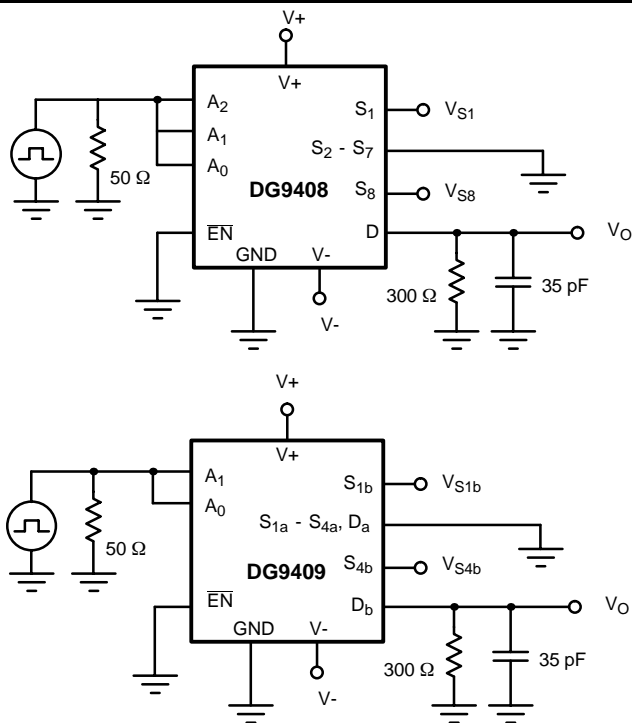 V+
V+
A2
S1
VS1
A1
S2 - S7
A0
50 Ω
DG9408
S8
VS8
EN
D
VO
GND
V-
300 Ω
35 pF
V-
V+
V+
A1
S1b
VS1b
A0
S1a - S4a, Da
50 Ω
DG9409
S4b
VS4b
EN
Db
VO
GND
V-
300 Ω
35 pF
V-